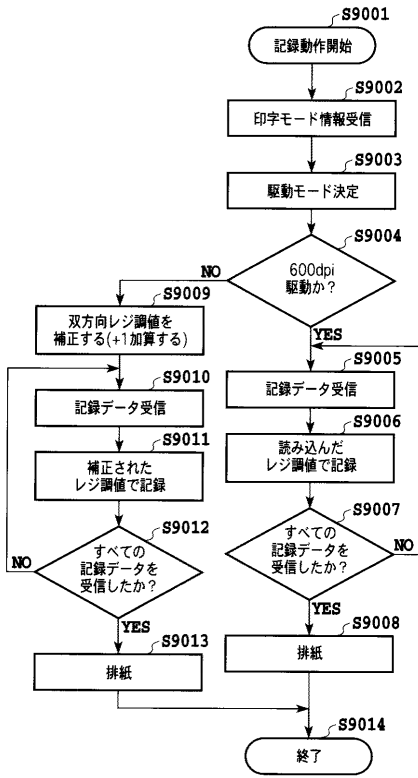 S9001
記録動作開始
S9002
印字モード情報受信
S9003
駆動モード決定
S9004
600dpi
駆動か？
NO
YES
S9009
双方向レジ調値を
補正する(+1加算する)
S9010
記録データ受信
S9011
補正された
レジ調値で記録
S9012
すべての
記録データを
受信したか？
NO
YES
S9013
排紙
S9005
記録データ受信
S9006
読み込んだ
レジ調値で記録
S9007
すべての
記録データを
受信したか？
NO
YES
S9008
排紙
S9014
終了